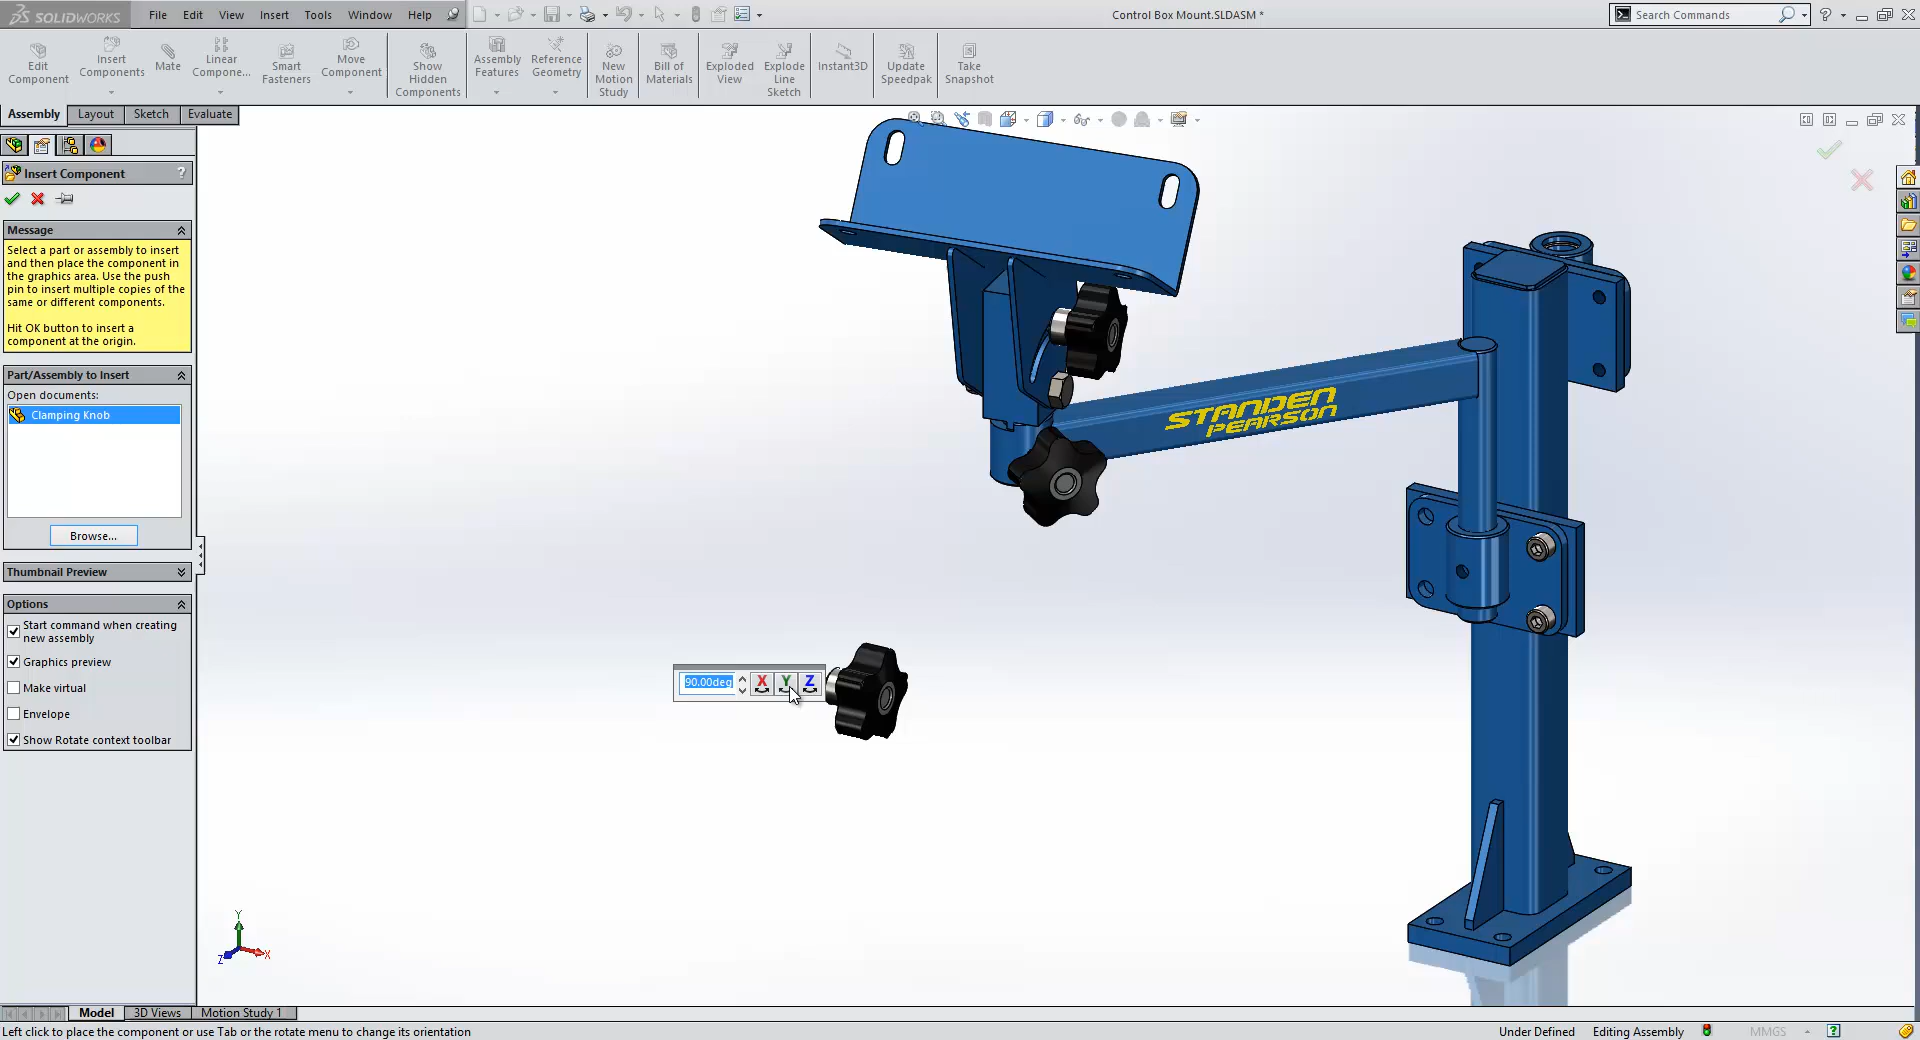 SOLIDWORKS
File Edit View Insert Tools Window Help
Control Box Mount.SLDASM *
Search Commands
?
Edit
Component
Insert
Components
Mate
Linear
Compone...
Smart
Fasteners
Move
Component
Show
Hidden
Components
Assembly
Features
Reference
Geometry
New
Motion
Study
Bill of
Materials
Exploded
View
Explode
Line
Sketch
Instant3D
Update
Speedpak
Take
Snapshot
Assembly Layout Sketch Evaluate
Insert Component ?
Message
Select a part or assembly to insert
and then place the component in
the graphics area. Use the push
pin to insert multiple copies of the
same or different components.
Hit OK button to insert a
component at the origin.
Part/Assembly to Insert
Open documents:
Clamping Knob
Browse...
Thumbnail Preview
Options
Start command when creating
new assembly
Graphics preview
Make virtual
Envelope
Show Rotate context toolbar
STANDEN
PEARSON
90.00deg X Y Z
Y
Z X
Model 3D Views Motion Study 1
Left click to place the component or use Tab or the rotate menu to change its orientation
Under Defined Editing Assembly MMGS ?